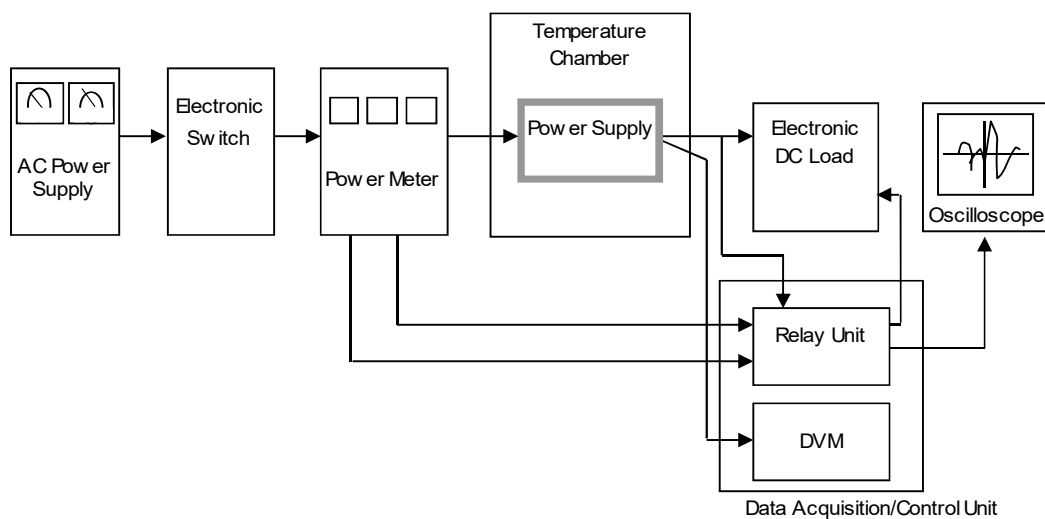 Temperature
Chamber
AC Power
Supply
Electronic
Switch
Power Meter
Power Supply
Electronic
DC Load
Oscilloscope
Relay Unit
DVM
Data Acquisition/Control Unit